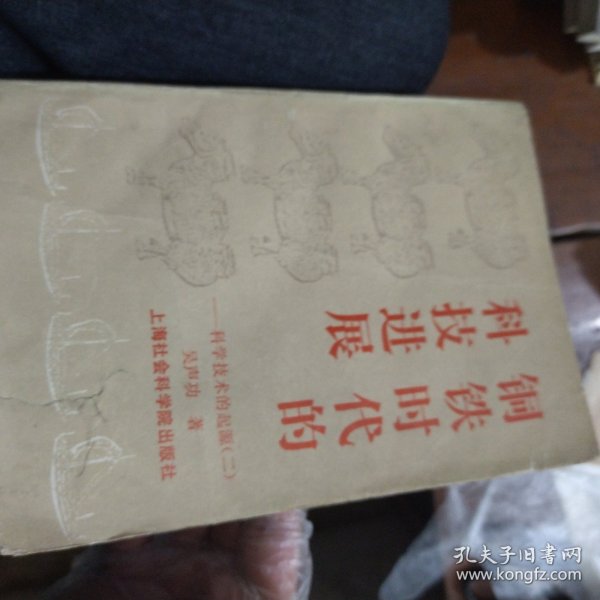 铜铁时代的
科技进展
——科学技术的起源(二)
吴声功 著
上海社会科学院出版社
孔夫子旧书网
www.kongfz.com